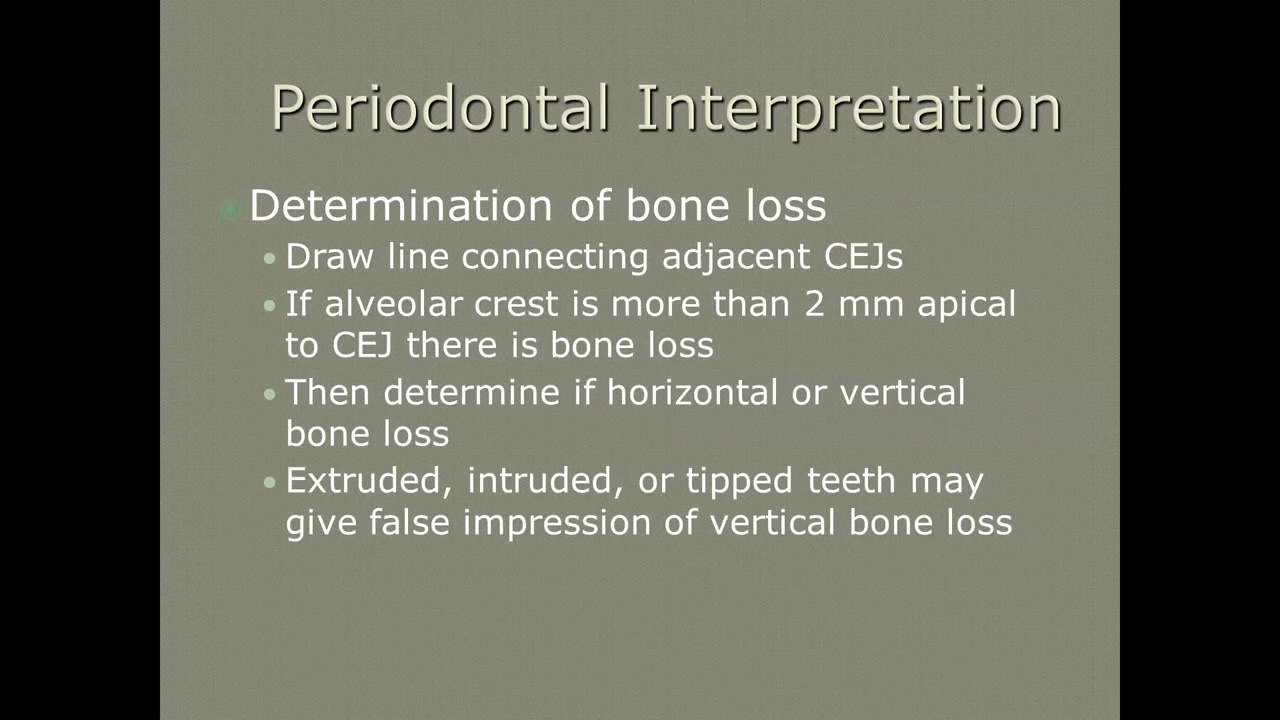 Periodontal Interpretation
Determination of bone loss
Draw line connecting adjacent CEJs
If alveolar crest is more than 2 mm apical
to CEJ there is bone loss
Then determine if horizontal or vertical
bone loss
Extruded, intruded, or tipped teeth may
give false impression of vertical bone loss